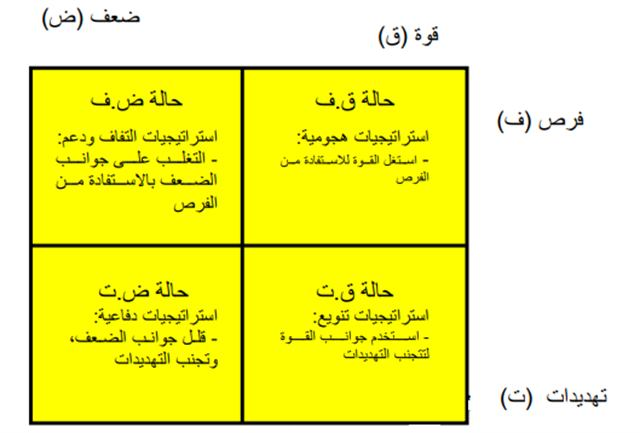 ضعف (ض)
قوة (ق)
فرص (ف)
حالة ق.ف
استراتيجيات هجومية:
- استغل القوة للاستفادة من
الفرص
حالة ض.ف
استراتيجيات التفاف ودعم:
- التغلب على جوانب
الضعف بالاستفادة من
الفرص
حالة ق.ت
استراتيجيات تنويع:
- استخدم جوانب القوة
لتتجنب التهديدات
حالة ض.ت
استراتيجيات دفاعية:
- قلل جوانب الضعف،
وتجنب التهديدات
تهديدات (ت)